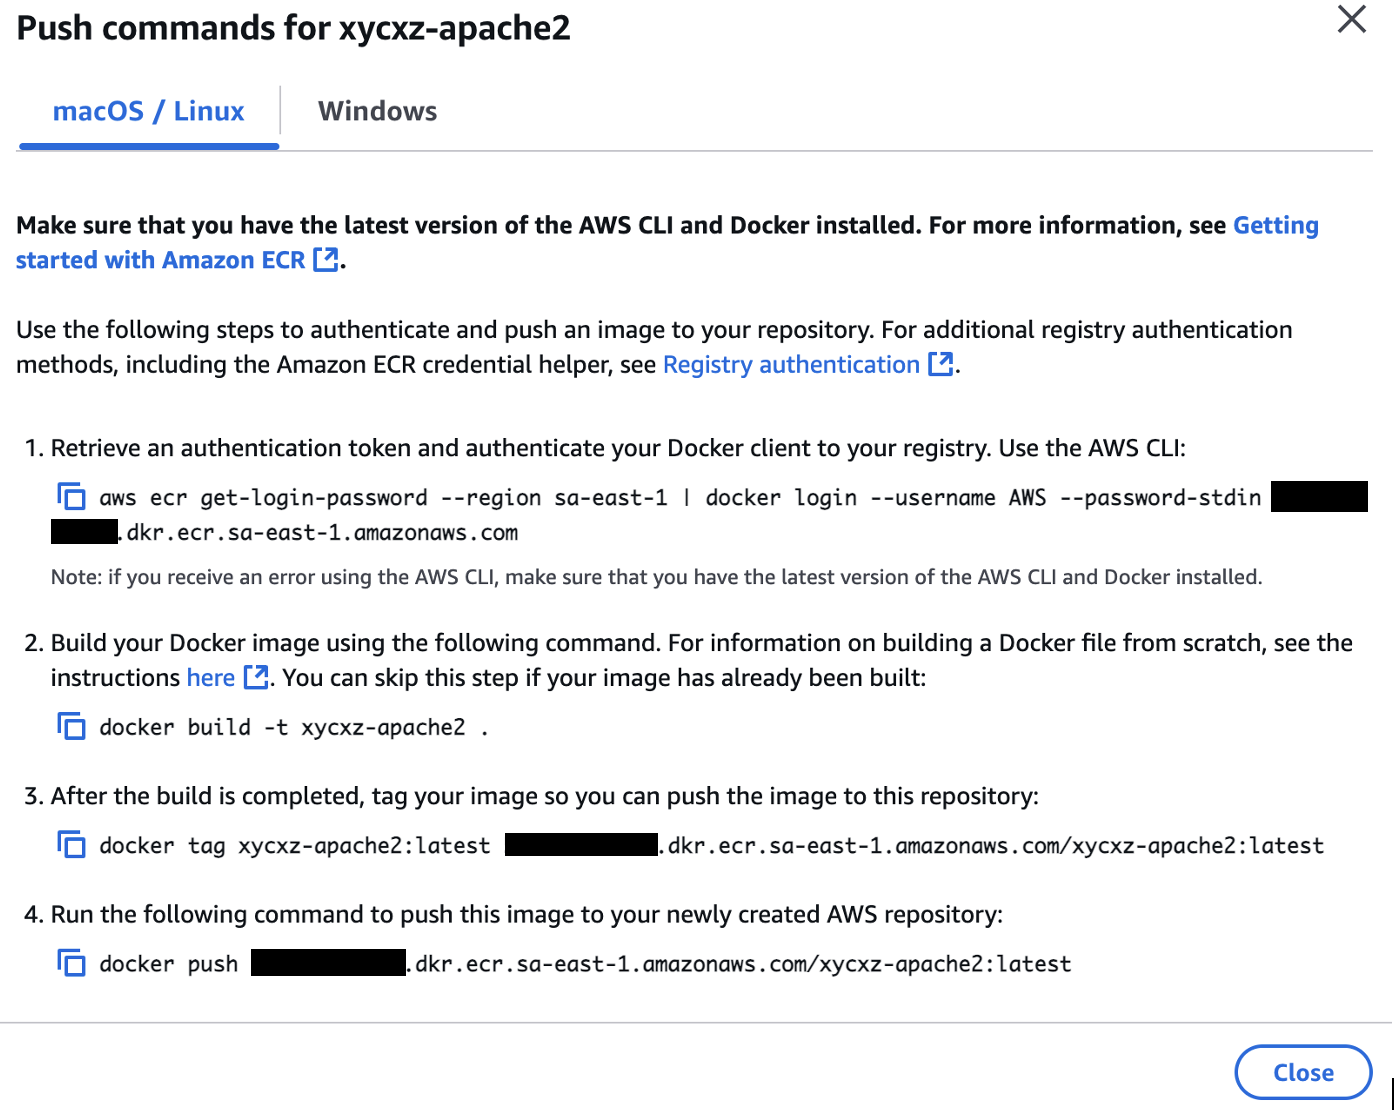 Push commands for xycxz-apache2
macOS / Linux
Windows
Make sure that you have the latest version of the AWS CLI and Docker installed. For more information, see Getting
started with Amazon ECR.
Use the following steps to authenticate and push an image to your repository. For additional registry authentication
methods, including the Amazon ECR credential helper, see Registry authentication.
1. Retrieve an authentication token and authenticate your Docker client to your registry. Use the AWS CLI:
aws ecr get-login-password --region sa-east-1 | docker login --username AWS --password-stdin
.dkr.ecr.sa-east-1.amazonaws.com
Note: if you receive an error using the AWS CLI, make sure that you have the latest version of the AWS CLI and Docker installed.
2. Build your Docker image using the following command. For information on building a Docker file from scratch, see the
instructions here. You can skip this step if your image has already been built:
docker build -t xycxz-apache2 .
3. After the build is completed, tag your image so you can push the image to this repository:
docker tag xycxz-apache2:latest .dkr.ecr.sa-east-1.amazonaws.com/xycxz-apache2:latest
4. Run the following command to push this image to your newly created AWS repository:
docker push .dkr.ecr.sa-east-1.amazonaws.com/xycxz-apache2:latest
Close